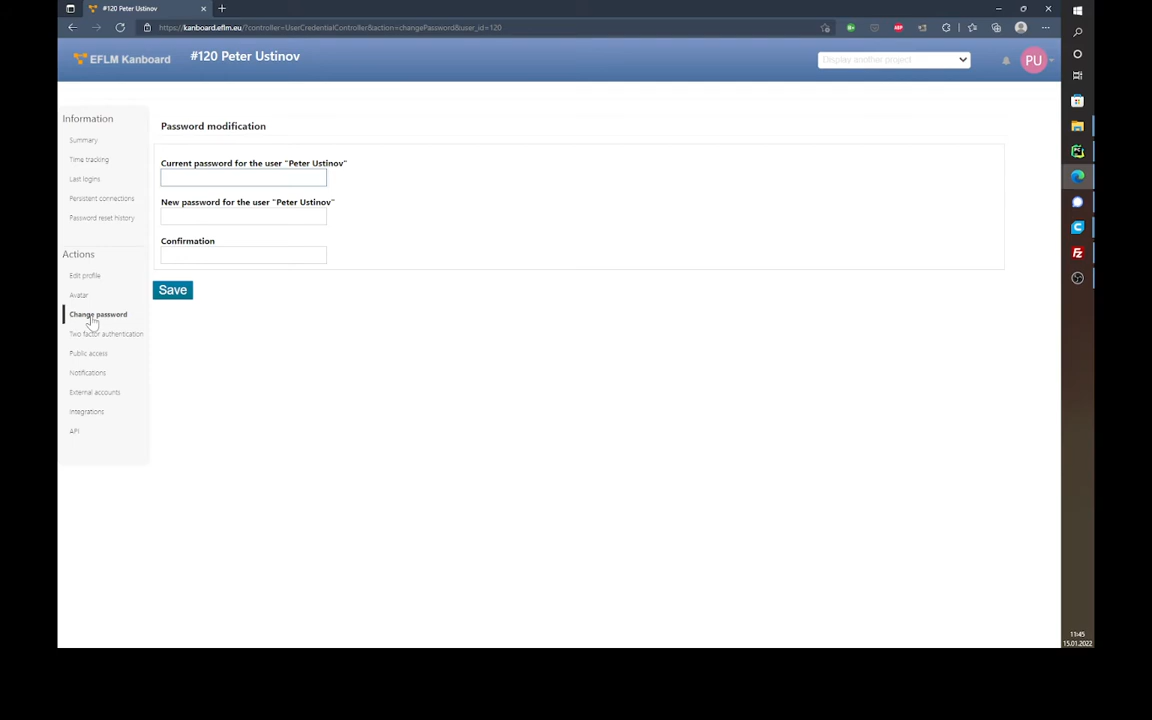 #120 Peter Ustinov
https://kanboard.eflm.eu/?controller=UserCredentialController&action=changePassword&user_id=120
EFLM Kanboard
#120 Peter Ustinov
Display another project
PU
Information
Summary
Time tracking
Last logins
Persistent connections
Password reset history
Actions
Edit profile
Avatar
Change password
Two factor authentication
Public access
Notifications
External accounts
Integrations
API
Password modification
Current password for the user "Peter Ustinov"
New password for the user "Peter Ustinov"
Confirmation
Save
13:45
15.01.2022